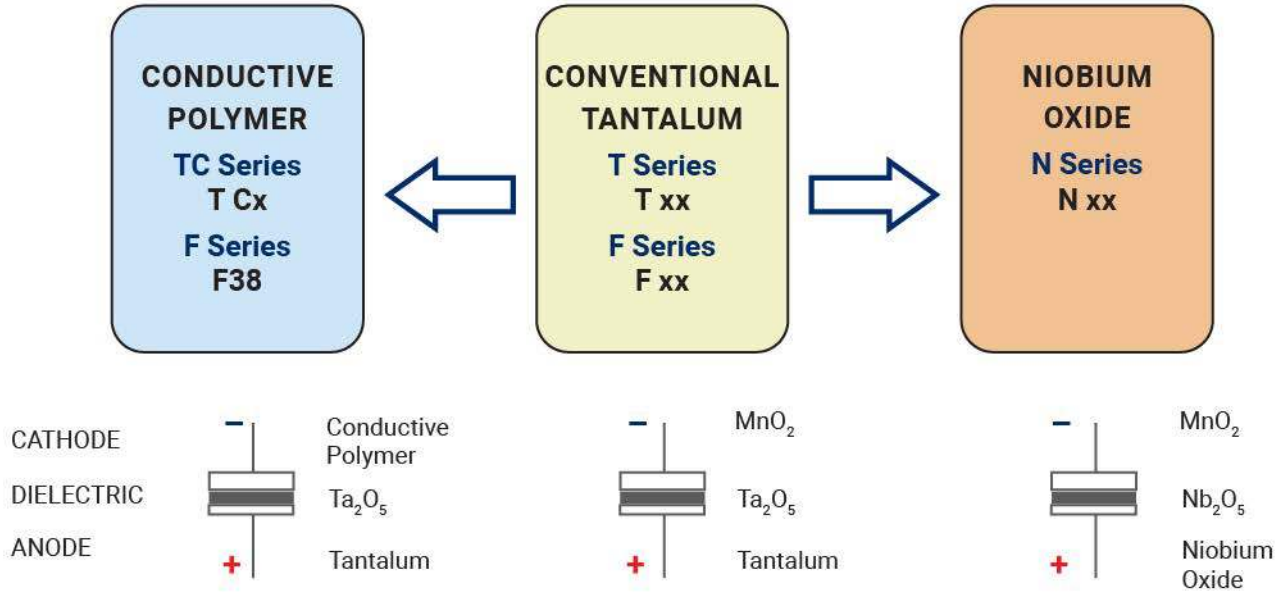 CONDUCTIVE
POLYMER
TC Series
T Cx
F Series
F38
CONVENTIONAL
TANTALUM
T Series
T xx
F Series
F xx
NIOBIUM
OXIDE
N Series
N xx
CATHODE
− Conductive
Polymer
− MnO₂
− MnO₂
DIELECTRIC
Ta₂O₅
Ta₂O₅
Nb₂O₅
ANODE
+ Tantalum
+ Tantalum
+ Niobium
Oxide